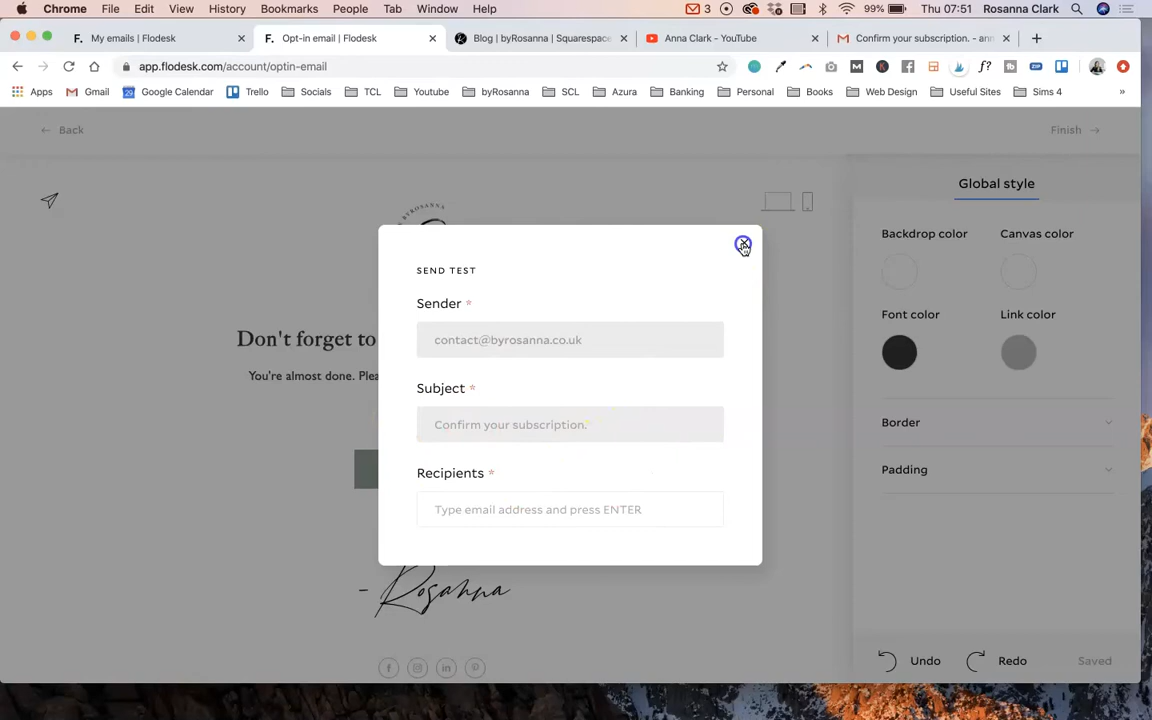 Chrome File Edit View History Bookmarks People Tab Window Help 3 99% Thu 07:51 Rosanna Clark
F. My emails | Flodesk F. Opt-in email | Flodesk Blog | byRosanna | Squarespace Anna Clark - YouTube Confirm your subscription. - ann
app.flodesk.com/account/optin-email
Apps Gmail Google Calendar Trello Socials TCL Youtube byRosanna SCL Azura Banking Personal Books Web Design Useful Sites Sims 4 »
← Back Finish →
Global style
BYROSANNA
Backdrop color Canvas color
SEND TEST
Sender *
Font color Link color
contact@byrosanna.co.uk
Don't forget to
You're almost done. Plea
Subject *
Confirm your subscription.
Border
Recipients *
Padding
Type email address and press ENTER
- Rosanna
Undo Redo Saved